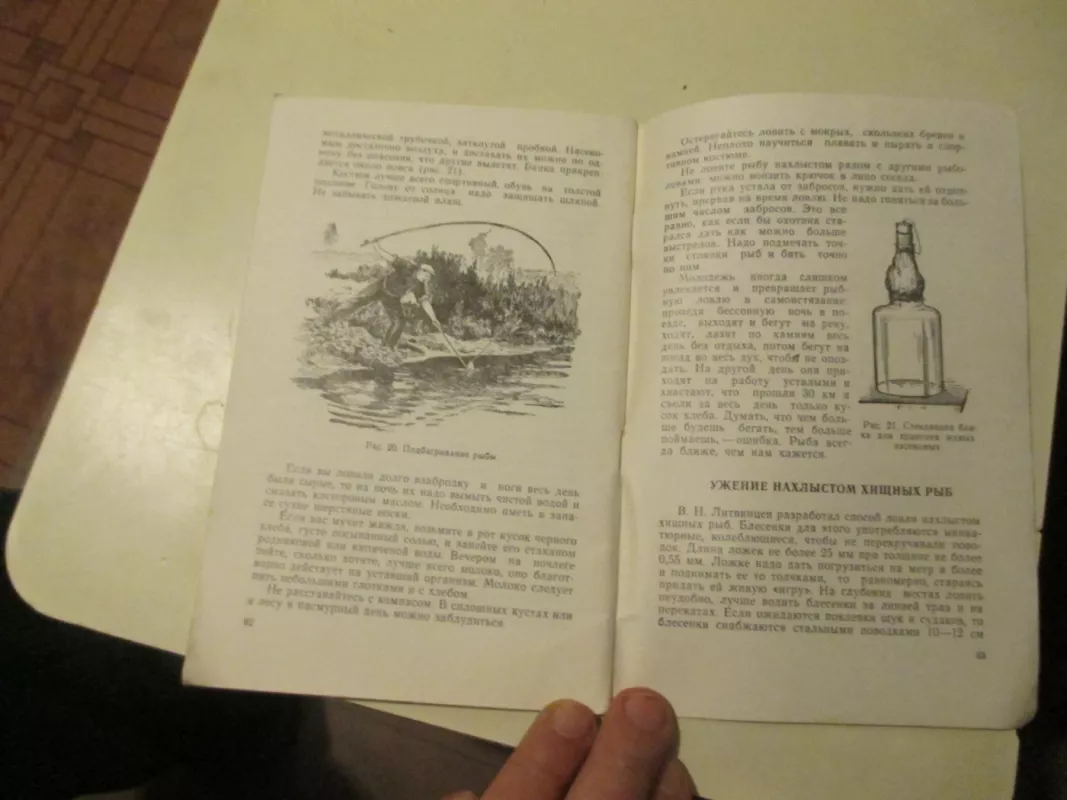 металлической трубочкой, заткнутой пробкой. Насеко-
мым достаточно воздуха, и доставать их можно по од-
ному без опасения, что другие вылетят. Банка прикреп
ляется около пояса (рис. 21).
Костюм лучше всего спортивный, обувь на толстой
подошве. Голову от солнца надо защищать шляпой.
Не забывать дождевой плащ.
Рис. 20. Подбагривание рыбы
Если вы ловили долго взабродку и ноги весь день
были сырые, то на ночь их надо вымыть чистой водой и
смазать касторовым маслом. Необходимо иметь в запа-
се сухие шерстяные носки.
Если вас мучит жажда, возьмите в рот кусок черного
хлеба, густо посыпанный солью, и запейте его стаканом
родниковой или кипяченой воды. Вечером на ночлеге
пейте, сколько хотите, лучше всего молоко, оно благот-
ворно действует на уставший организм. Молоко следует
пить небольшими глотками и с хлебом.
Не расставайтесь с компасом. В сплошных кустах или
в лесу в пасмурный день можно заблудиться.
62
Остерегайтесь ловить с мокрых, скользких бревен и
камней. Неплохо научиться плавать и нырять в спор-
тивном костюме.
Не ловите рыбу нахлыстом рядом с другими рыбо-
ловами: можно вонзить крючок в лицо соседа.
Если рука устала от забросов, нужно дать ей отдох-
нуть, прервав на время ловлю. Не надо гоняться за боль-
шим числом забросов. Это все
равно, как если бы охотник ста-
рался дать как можно больше
выстрелов. Надо подмечать точ-
ки стоянки рыб и бить точно
по ним.
Молодежь иногда слишком
увлекается и превращает рыб-
ную ловлю в самоистязание:
проведя бессонную ночь в по-
езде, выходят и бегут на реку,
ходят, лазят по камням весь
день без отдыха, потом бегут на
поезд во весь дух, чтобы не опоз-
дать. На другой день они при-
ходят на работу усталыми и
хвастают, что прошли 30 км и
съели за весь день только ку-
сок хлеба. Думать, что чем боль-
ше будешь бегать, тем больше
поймаешь, — ошибка. Рыба всег-
да ближе, чем нам кажется.
Рис. 21. Стеклянная бан-
ка для хранения живых
насекомых
УЖЕНИЕ НАХЛЫСТОМ ХИЩНЫХ РЫБ
В. Н. Литвинцев разработал способ ловли нахлыстом
хищных рыб. Блесенки для этого употребляются миниа-
тюрные, колеблющиеся, чтобы не перекручивали пово-
док. Длина ложек не более 25 мм при толщине не более
0,55 мм. Ложке надо дать погрузиться на метр и более
и поднимать ее то толчками, то равномерно, стараясь
придать ей живую «игру». На глубоких местах ловить
неудобно, лучше водить блесенки за линией трав и на
перекатах. Если ожидаются поклевки щук и судаков, то
блесенки снабжаются стальными поводками 10—12 см
63